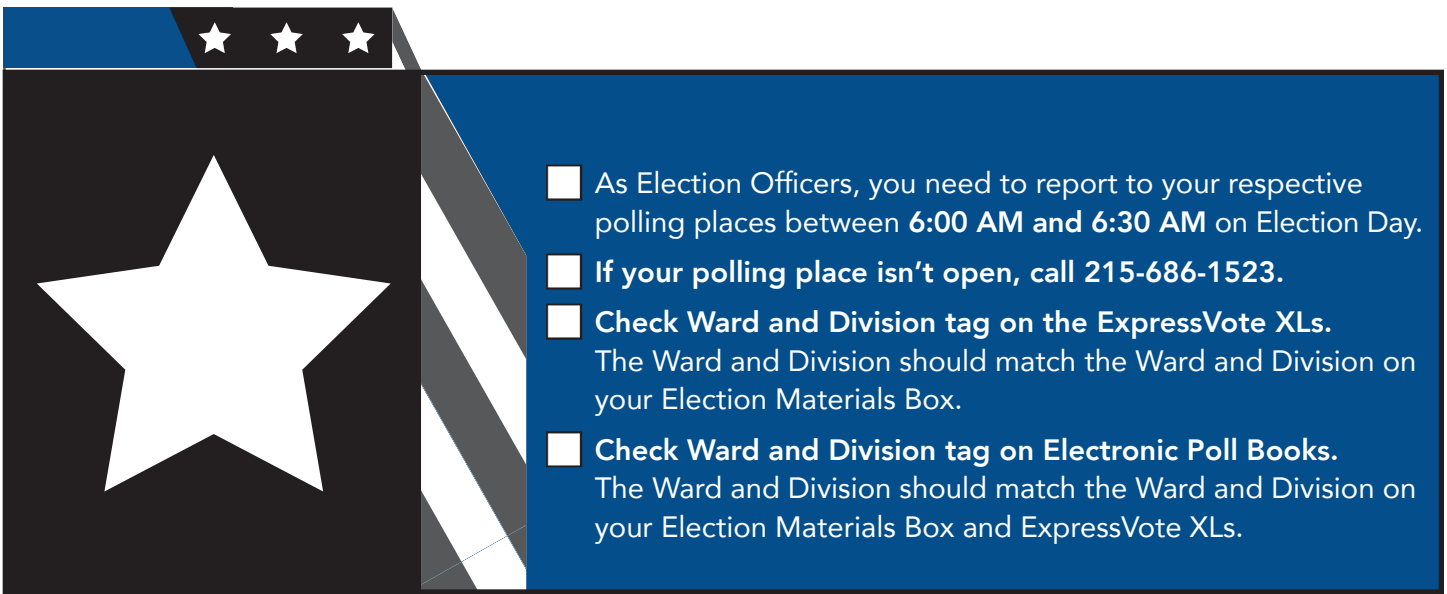 As Election Officers, you need to report to your respective
polling places between 6:00 AM and 6:30 AM on Election Day.
If your polling place isn’t open, call 215-686-1523.
Check Ward and Division tag on the ExpressVote XLs.
The Ward and Division should match the Ward and Division on
your Election Materials Box.
Check Ward and Division tag on Electronic Poll Books.
The Ward and Division should match the Ward and Division on
your Election Materials Box and ExpressVote XLs.